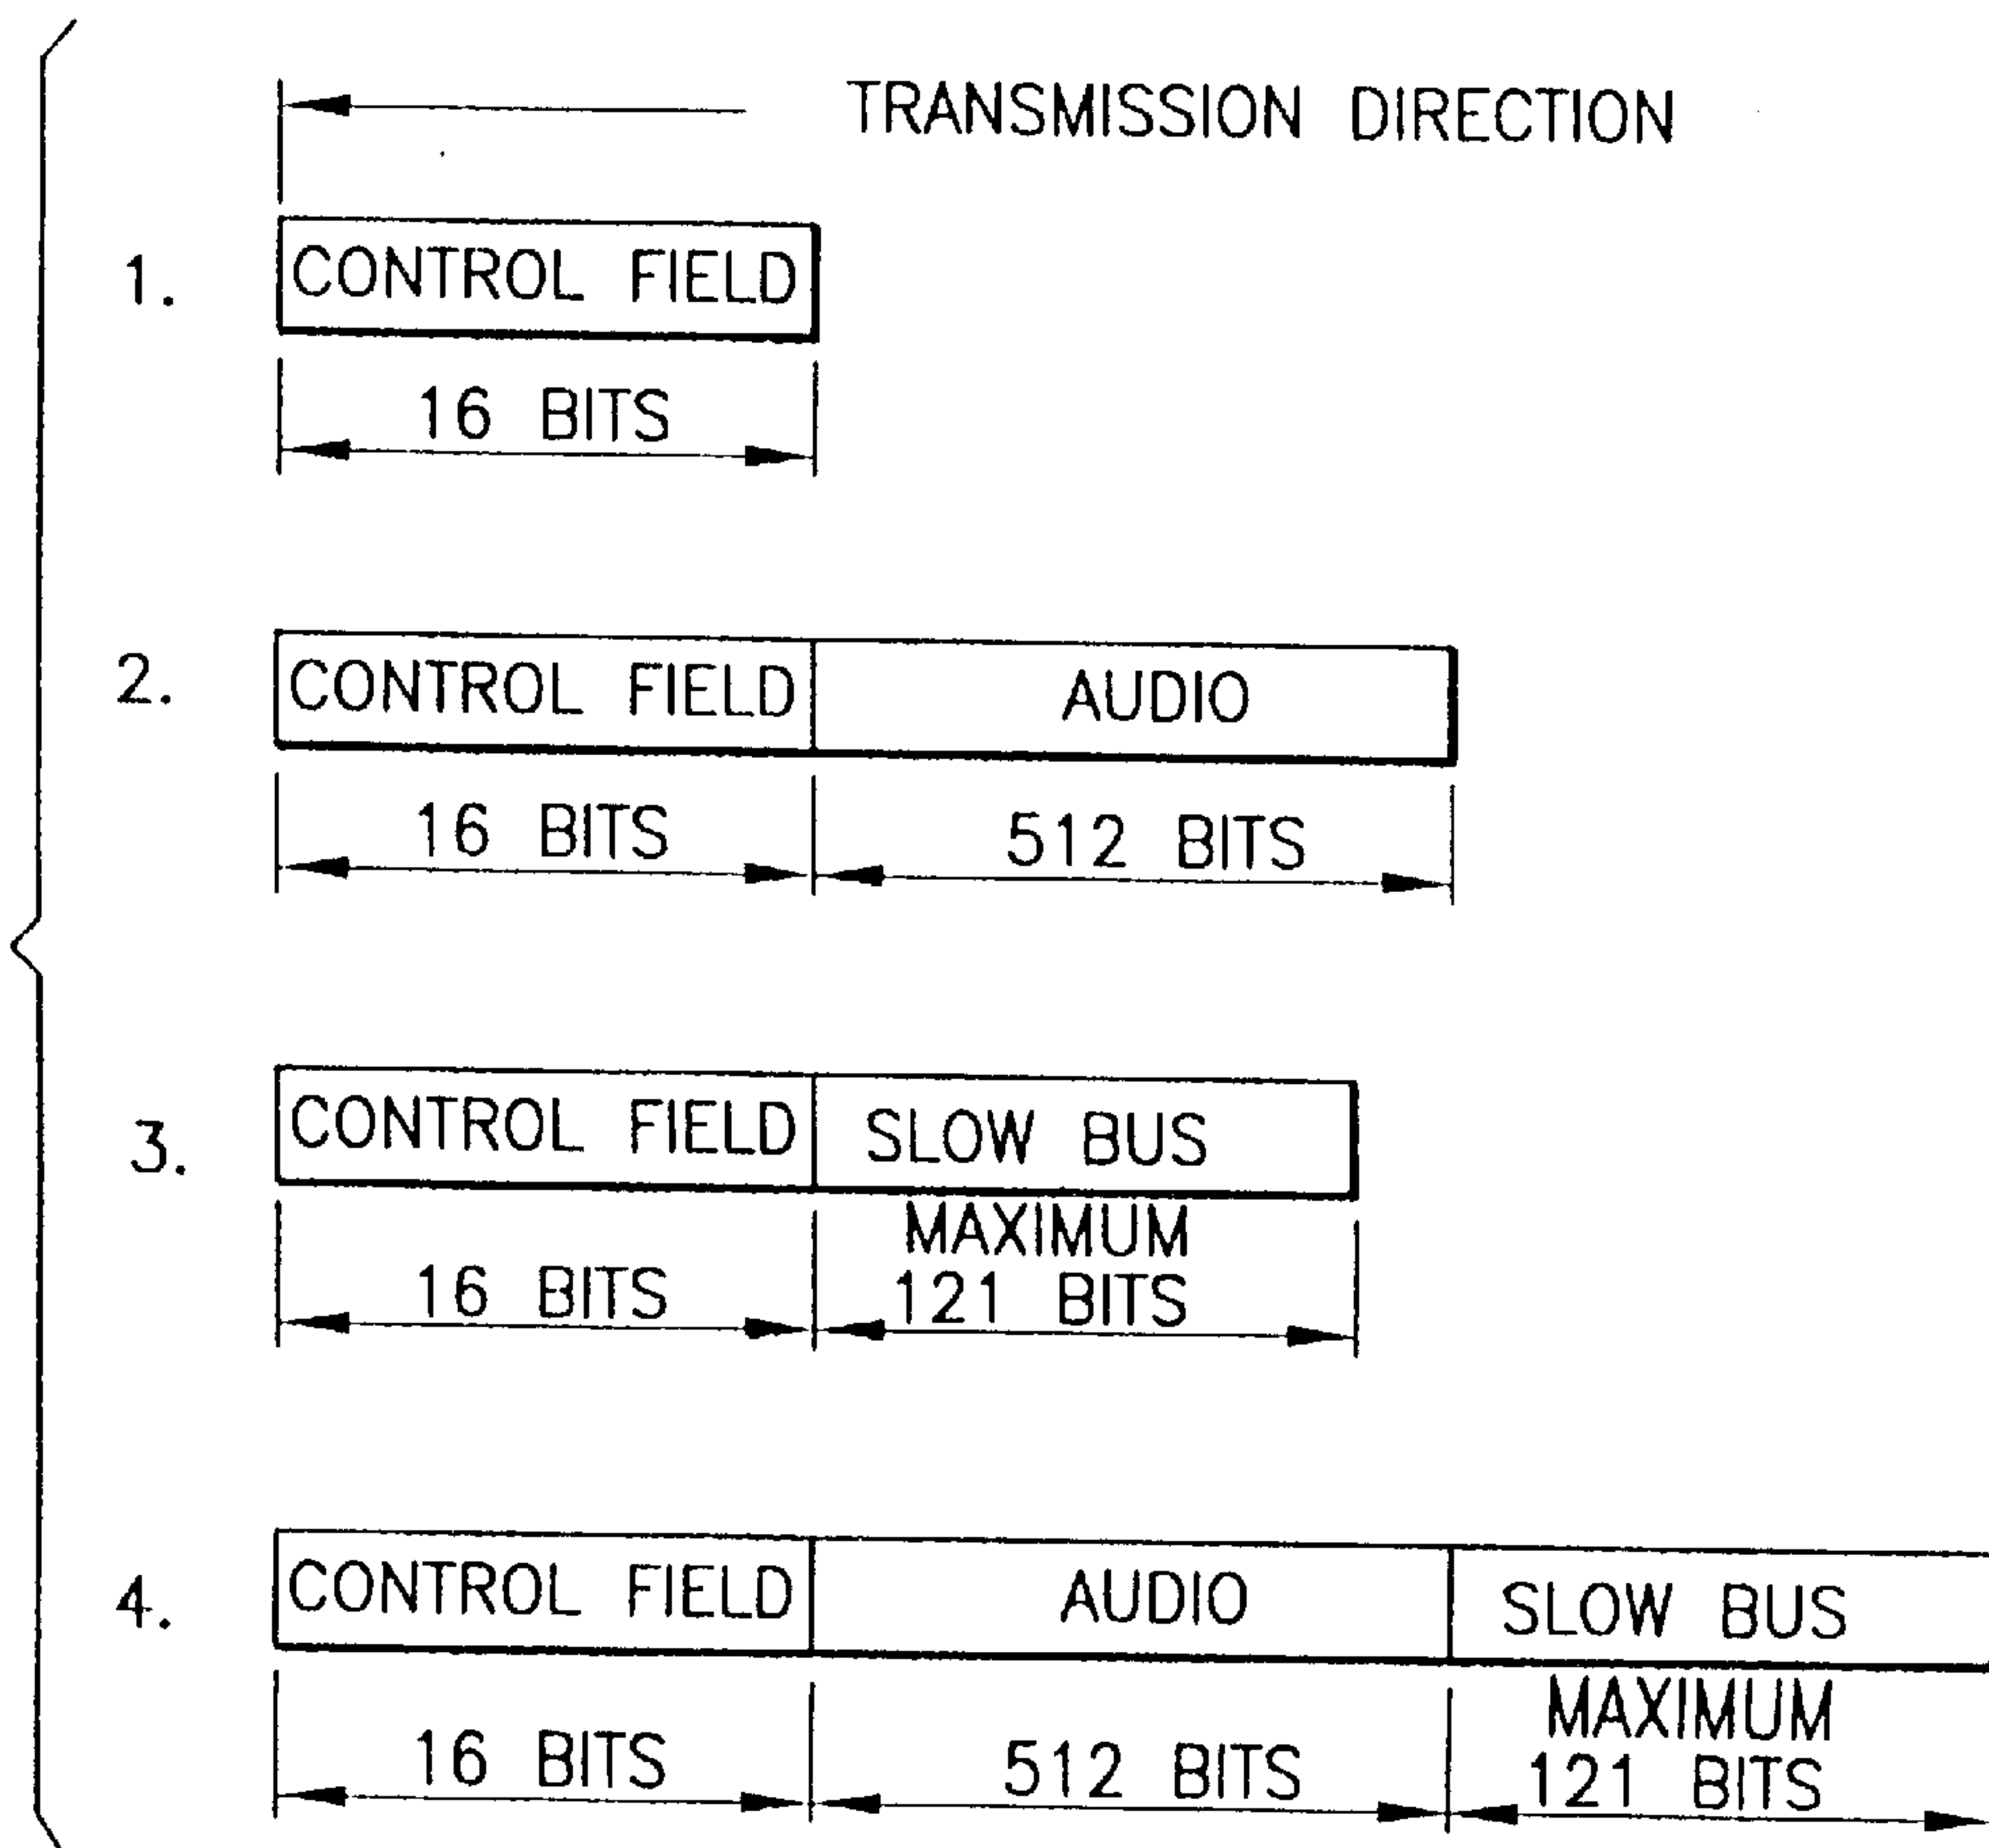 TRANSMISSION DIRECTION
1. CONTROL FIELD
16 BITS
2. CONTROL FIELD AUDIO
16 BITS 512 BITS
3. CONTROL FIELD SLOW BUS
MAXIMUM
16 BITS 121 BITS
4. CONTROL FIELD AUDIO SLOW BUS
MAXIMUM
16 BITS 512 BITS 121 BITS